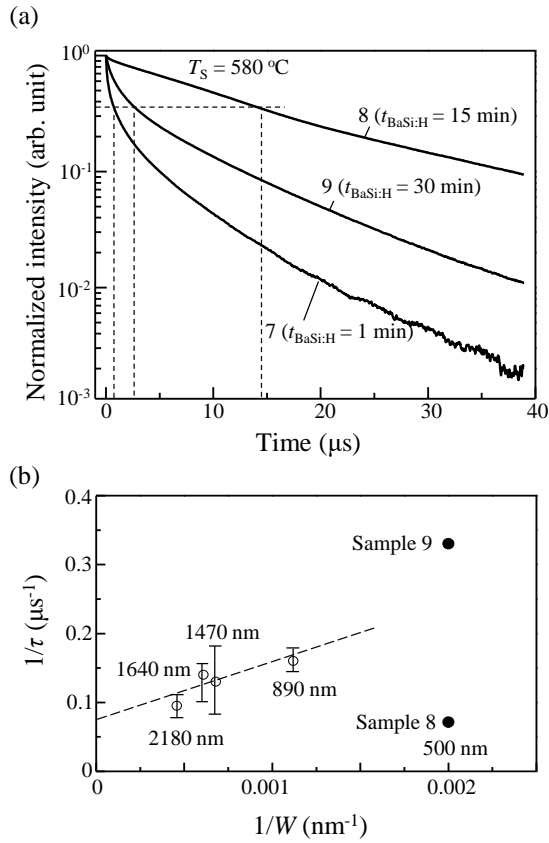 (a)
T_S = 580 °C
8 (t_BaSi:H = 15 min)
9 (t_BaSi:H = 30 min)
7 (t_BaSi:H = 1 min)
Normalized intensity (arb. unit)
10^0
10^-1
10^-2
10^-3
0 10 20 30 40
Time (μs)
(b)
1/τ (μs^-1)
0.4
0.3
0.2
0.1
0
Sample 9
1470 nm
1640 nm
890 nm
2180 nm
Sample 8
500 nm
0 0.001 0.002
1/W (nm^-1)